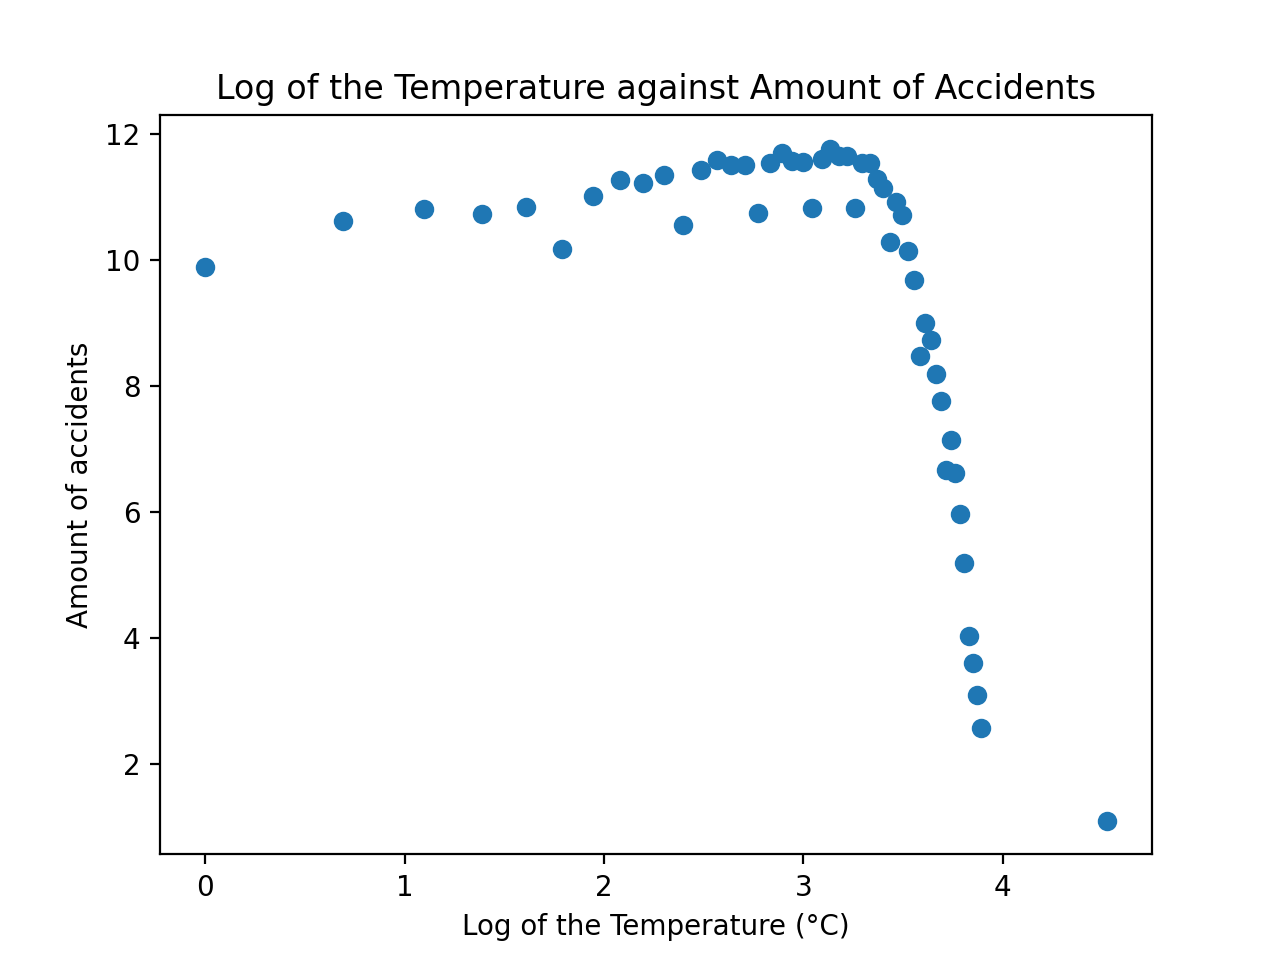 Log of the Temperature against Amount of Accidents
12
10
8
6
4
2
Amount of accidents
0 1 2 3 4
Log of the Temperature (°C)